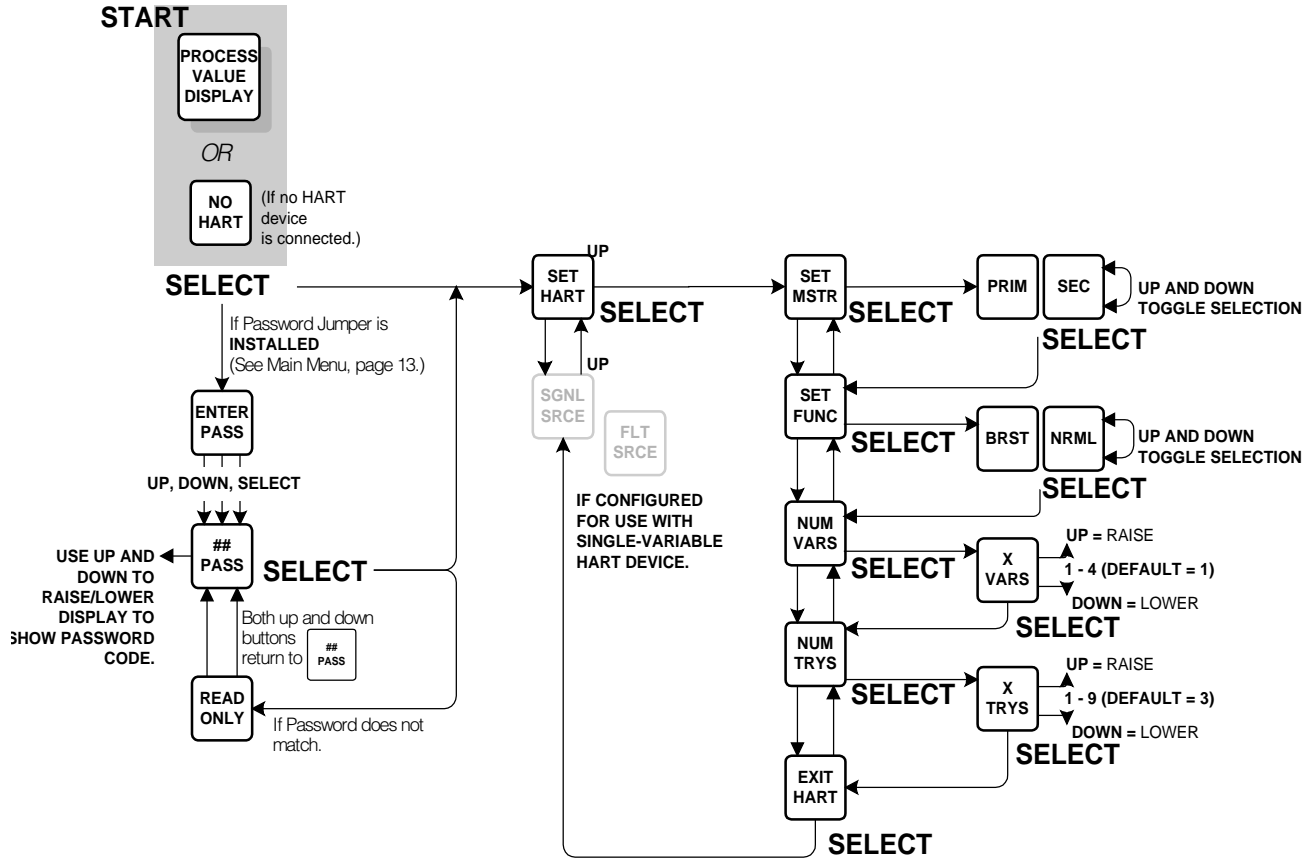 START
PROCESS
VALUE
DISPLAY
OR
NO
HART
(If no HART
device
is connected.)
SELECT
If Password Jumper is
INSTALLED
(See Main Menu, page 13.)
ENTER
PASS
UP, DOWN, SELECT
##
PASS
SELECT
USE UP AND
DOWN TO
RAISE/LOWER
DISPLAY TO
SHOW PASSWORD
CODE.
Both up and down
buttons
return to
##
PASS
READ
ONLY
If Password does not
match.
UP
SET
HART
SELECT
UP
SGNL
SRCE
FLT
SRCE
IF CONFIGURED
FOR USE WITH
SINGLE-VARIABLE
HART DEVICE.
SET
MSTR
SELECT
PRIM
SEC
UP AND DOWN
TOGGLE SELECTION
SELECT
SET
FUNC
SELECT
BRST
NRML
UP AND DOWN
TOGGLE SELECTION
SELECT
NUM
VARS
SELECT
X
VARS
UP = RAISE
1 - 4 (DEFAULT = 1)
DOWN = LOWER
SELECT
NUM
TRYS
SELECT
X
TRYS
UP = RAISE
1 - 9 (DEFAULT = 3)
DOWN = LOWER
SELECT
EXIT
HART
SELECT